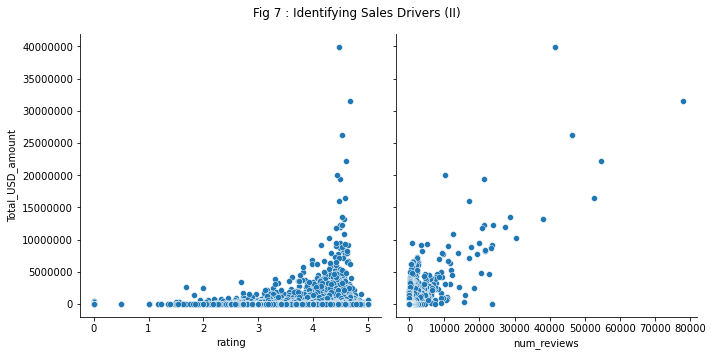 Fig 7 : Identifying Sales Drivers (II)
40000000
35000000
30000000
25000000
20000000
15000000
10000000
5000000
0
Total_USD_amount
0 1 2 3 4 5
rating
0 10000 20000 30000 40000 50000 60000 70000 80000
num_reviews